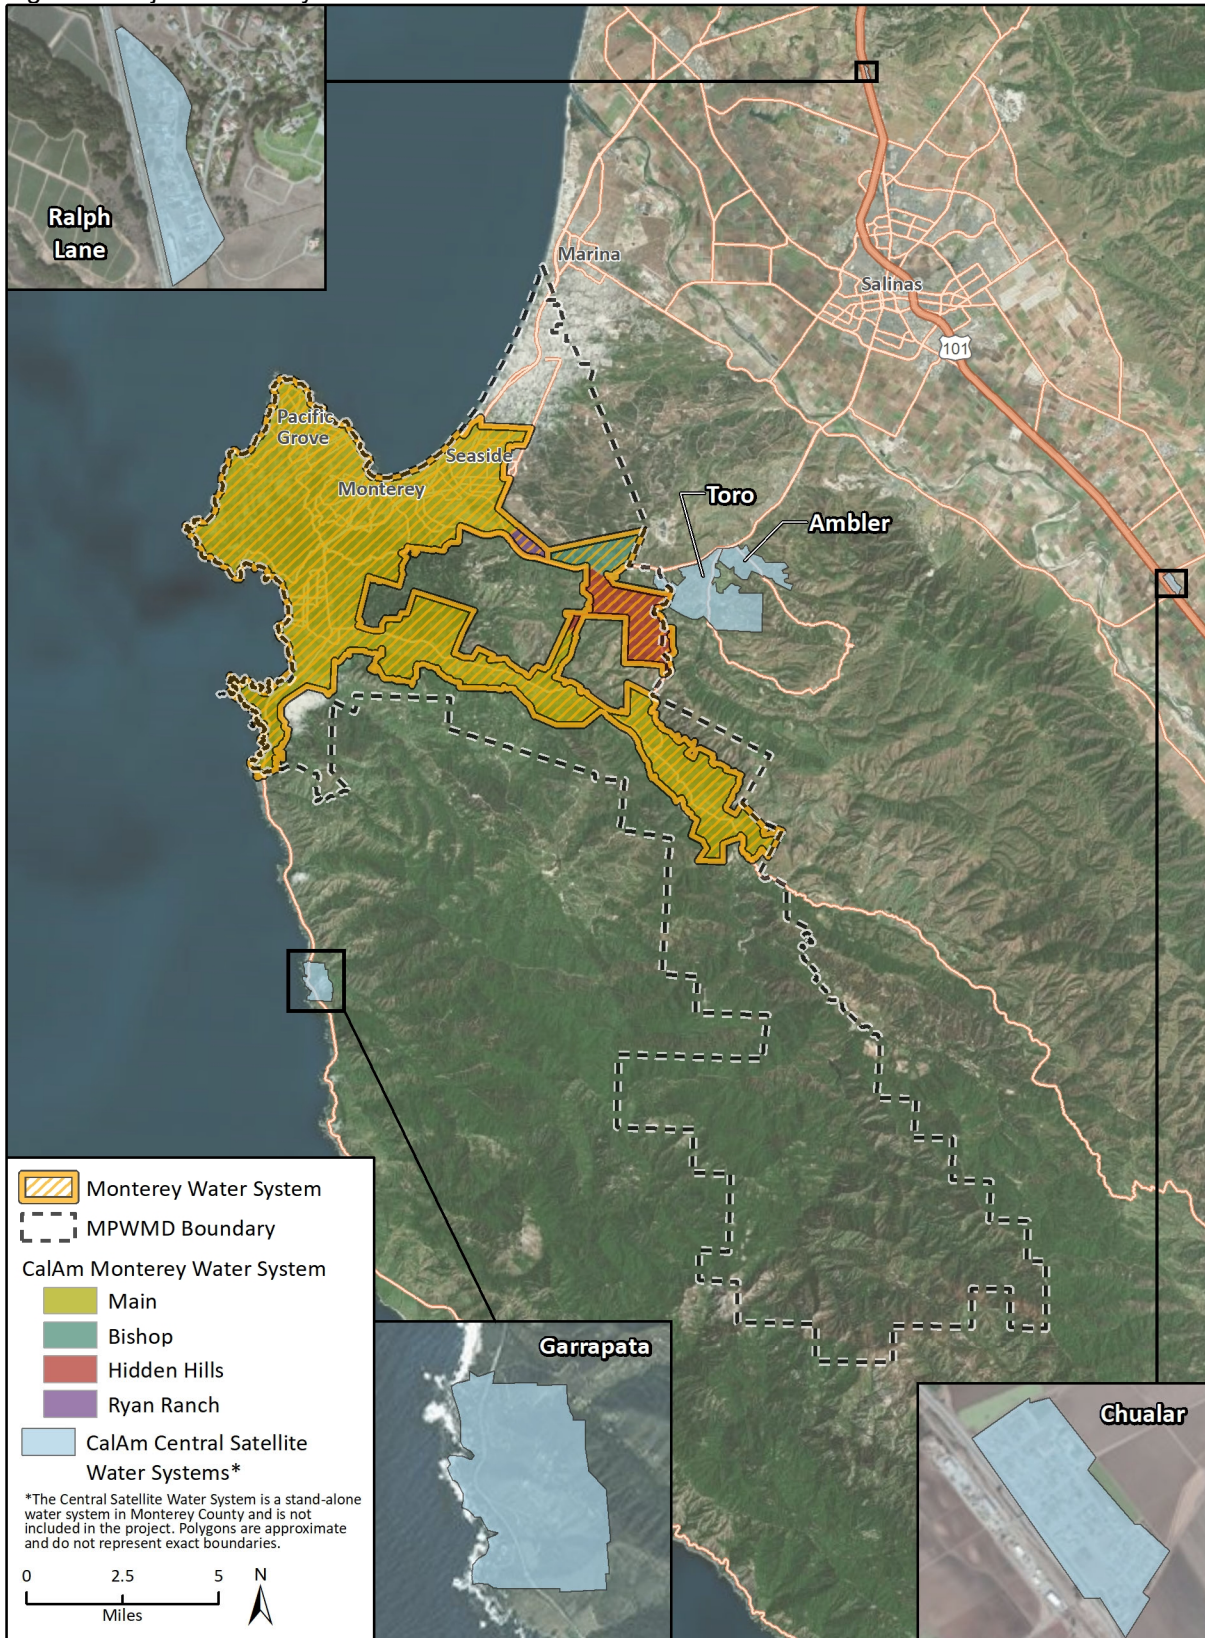 Ralph
Lane
Marina
Salinas
101
Pacific
Grove
Seaside
Monterey
Toro
Ambler
Monterey Water System
MPWMD Boundary
CalAm Monterey Water System
Main
Bishop
Hidden Hills
Ryan Ranch
CalAm Central Satellite
Water Systems*
*The Central Satellite Water System is a stand-alone
water system in Monterey County and is not
included in the project. Polygons are approximate
and do not represent exact boundaries.
0 2.5 5
Miles
N
Garrapata
Chualar